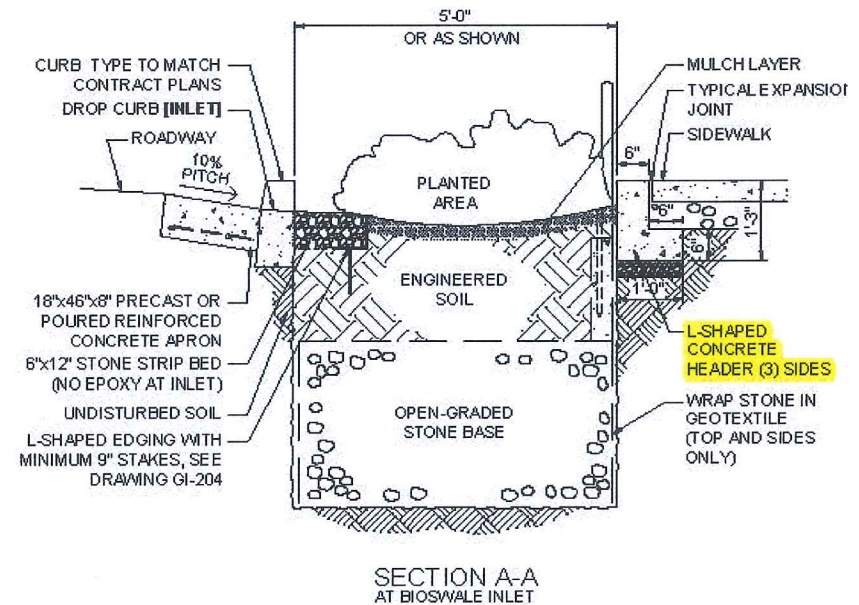 5'-0"
OR AS SHOWN
CURB TYPE TO MATCH
CONTRACT PLANS
DROP CURB [INLET]
ROADWAY
10%
PITCH
MULCH LAYER
TYPICAL EXPANSION
JOINT
SIDEWALK
6"
PLANTED
AREA
6"
6"
1'-3"
1'-0"
ENGINEERED
SOIL
18"x46"x8" PRECAST OR
POURED REINFORCED
CONCRETE APRON
6"x12" STONE STRIP BED
(NO EPOXY AT INLET)
UNDISTURBED SOIL
L-SHAPED EDGING WITH
MINIMUM 9" STAKES, SEE
DRAWING GI-204
L-SHAPED
CONCRETE
HEADER (3) SIDES
OPEN-GRADED
STONE BASE
WRAP STONE IN
GEOTEXTILE
(TOP AND SIDES
ONLY)
SECTION A-A
AT BIOSWALE INLET